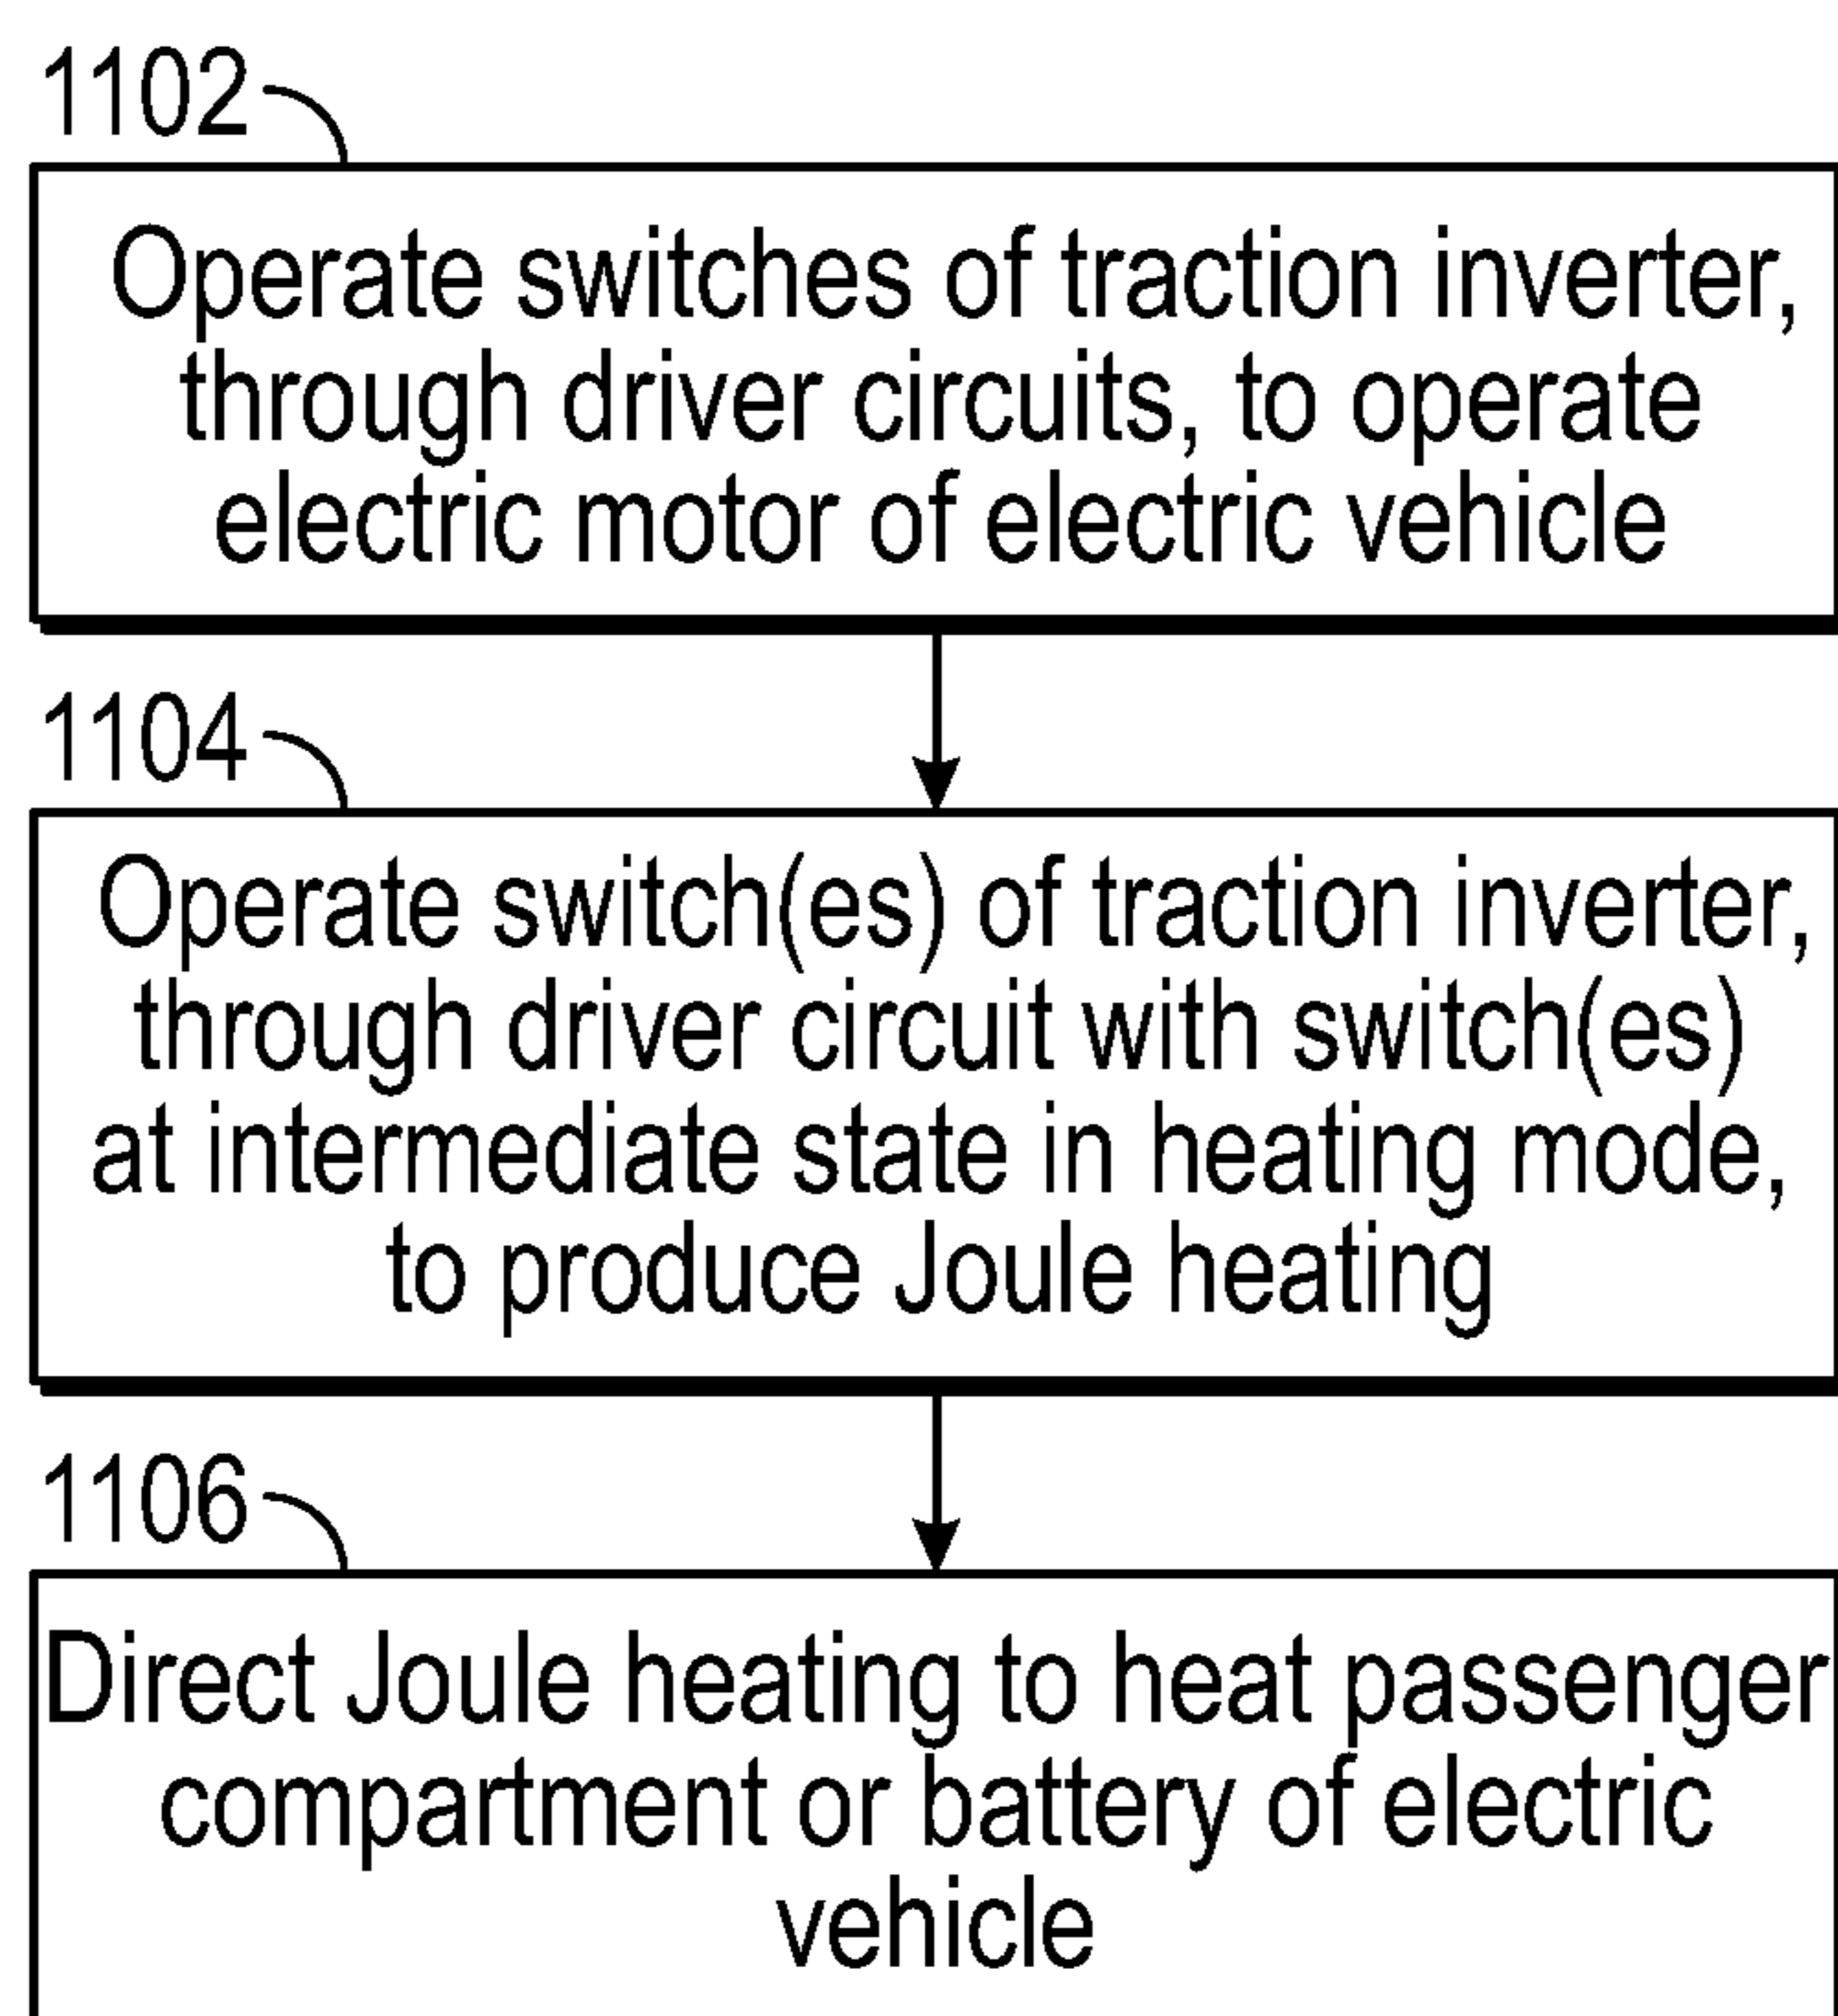 1102
Operate switches of traction inverter,
through driver circuits, to operate
electric motor of electric vehicle
1104
Operate switch(es) of traction inverter,
through driver circuit with switch(es)
at intermediate state in heating mode,
to produce Joule heating
1106
Direct Joule heating to heat passenger
compartment or battery of electric
vehicle